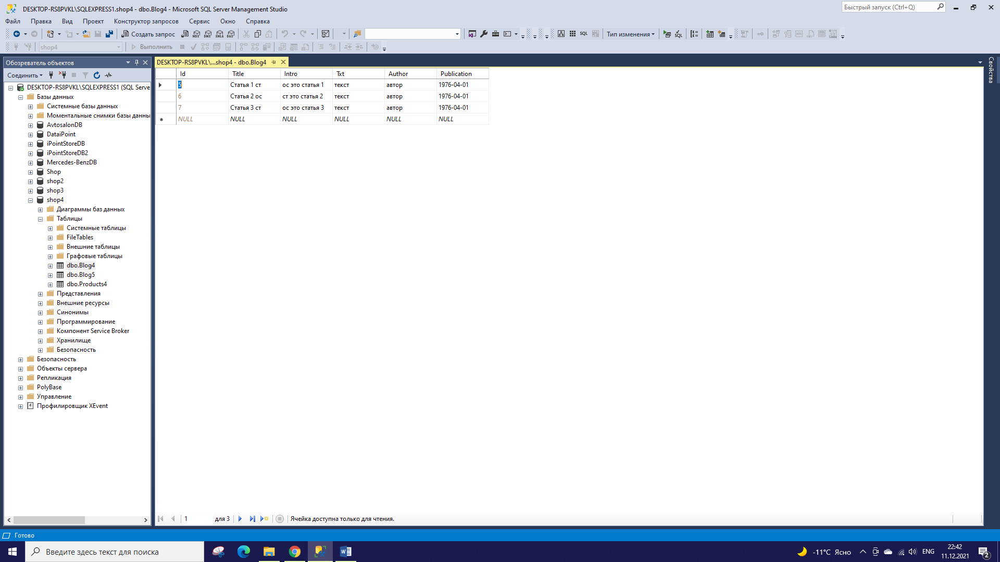 DESKTOP-RS8PVKL\SQLEXPRESS1.shop4 - dbo.Blog4 - Microsoft SQL Server Management Studio
Быстрый запуск (Ctrl+Q)
Файл Правка Вид Проект Конструктор запросов Сервис Окно Справка
Создать запрос MDX DMX XMLA DAX SQL Тип изменения SQL
shop4 Выполнить
Обозреватель объектов
DESKTOP-RS8PVKL\...shop4 - dbo.Blog4
Свойства
Соединить
Id Title Intro Txt Author Publication
5 Статья 1 ст ос это статья 1 текст автор 1976-04-01
6 Статья 2 ос ст это статья 2 текст автор 1976-04-01
7 Статья 3 ст ос это статья 3 текст автор 1976-04-01
NULL NULL NULL NULL NULL NULL
DESKTOP-RS8PVKL\SQLEXPRESS1 (SQL Serve
Базы данных
Системные базы данных
Моментальные снимки базы данны
AvtosalonDB
DataiPoint
iPointStoreDB
iPointStoreDB2
Mercedes-BenzDB
Shop
shop2
shop3
shop4
Диаграммы баз данных
Таблицы
Системные таблицы
FileTables
Внешние таблицы
Графовые таблицы
dbo.Blog4
dbo.Blog5
dbo.Products4
Представления
Внешние ресурсы
Синонимы
Программирование
Компонент Service Broker
Хранилище
Безопасность
Безопасность
Объекты сервера
Репликация
PolyBase
Управление
Профилировщик XEvent
1 для 3 Ячейка доступна только для чтения.
Готово
Введите здесь текст для поиска
-11°C Ясно ENG
22:42
11.12.2021
2